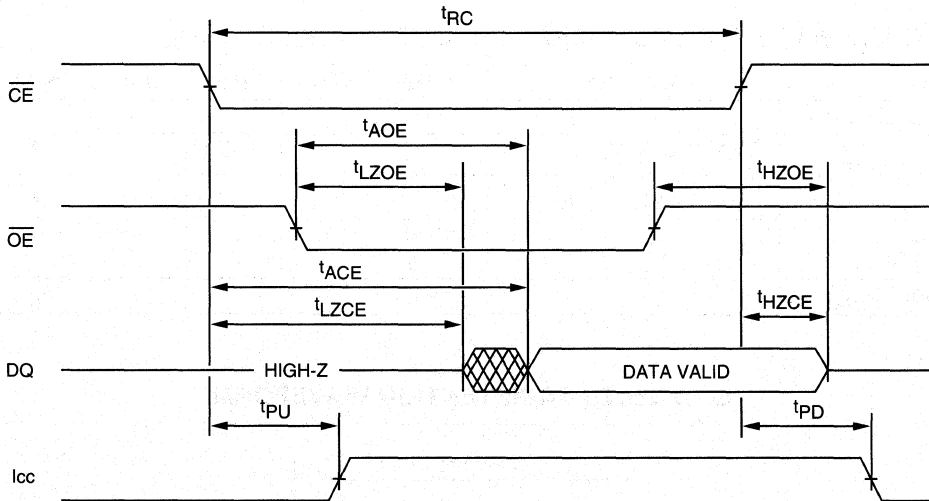 tRC
CE
tAOE
tLZOE
tHZOE
OE
tACE
tLZCE
tHZCE
DQ
HIGH-Z
DATA VALID
tPU
tPD
Icc